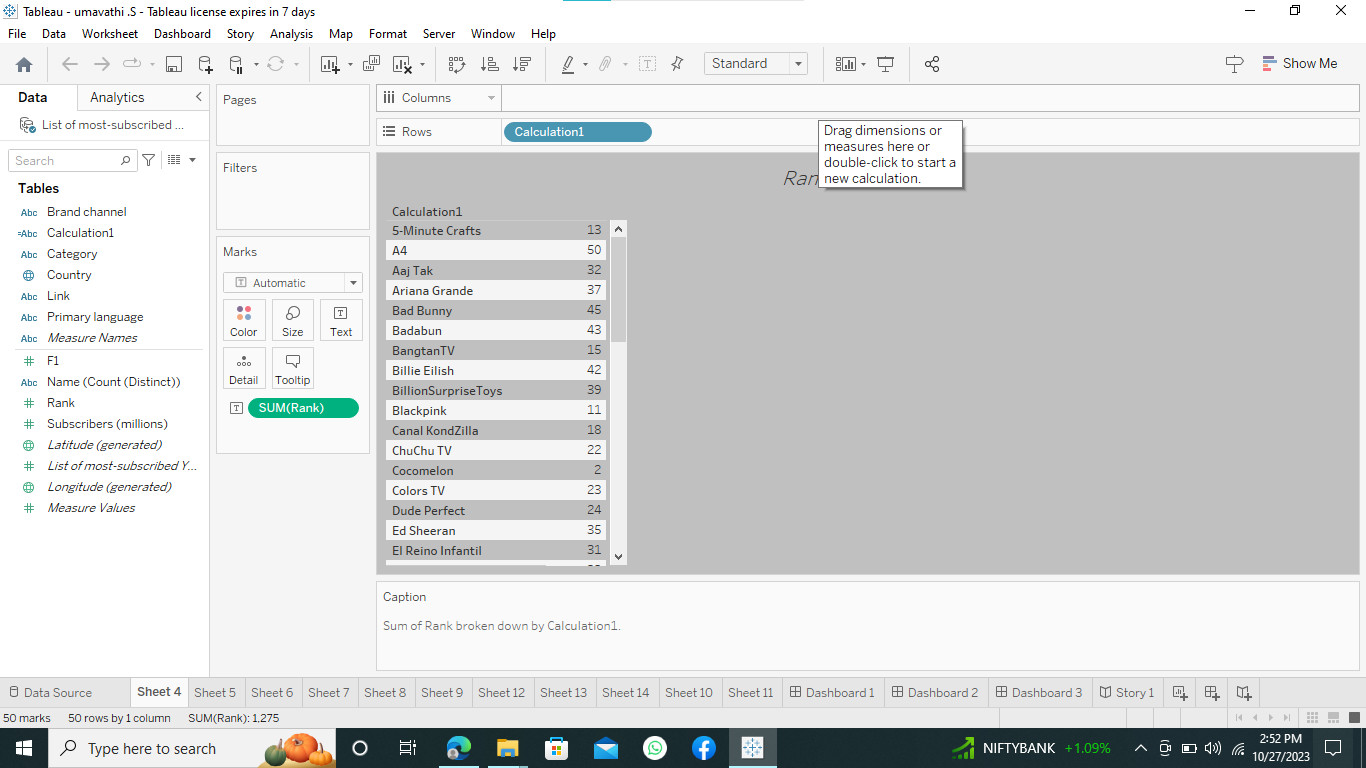 Tableau - umavathi .S - Tableau license expires in 7 days
File Data Worksheet Dashboard Story Analysis Map Format Server Window Help
Standard
Show Me
Data Analytics
List of most-subscribed ...
Search
Tables
Abc Brand channel
=Abc Calculation1
Abc Category
Country
Abc Link
Abc Primary language
Abc Measure Names
# F1
Abc Name (Count (Distinct))
# Rank
# Subscribers (millions)
Latitude (generated)
# List of most-subscribed Y...
Longitude (generated)
# Measure Values
Pages
Filters
Marks
T Automatic
Color Size Text
Detail Tooltip
T SUM(Rank)
Columns
Rows Calculation1
Drag dimensions or
measures here or
double-click to start a
new calculation.
Calculation1
5-Minute Crafts 13
A4 50
Aaj Tak 32
Ariana Grande 37
Bad Bunny 45
Badabun 43
BangtanTV 15
Billie Eilish 42
BillionSurpriseToys 39
Blackpink 11
Canal KondZilla 18
ChuChu TV 22
Cocomelon 2
Colors TV 23
Dude Perfect 24
Ed Sheeran 35
El Reino Infantil 31
Caption
Sum of Rank broken down by Calculation1.
Data Source Sheet 4 Sheet 5 Sheet 6 Sheet 7 Sheet 8 Sheet 9 Sheet 12 Sheet 13 Sheet 14 Sheet 10 Sheet 11 Dashboard 1 Dashboard 2 Dashboard 3 Story 1
50 marks 50 rows by 1 column SUM(Rank): 1,275
Type here to search
NIFTYBANK +1.09%
2:52 PM
10/27/2023